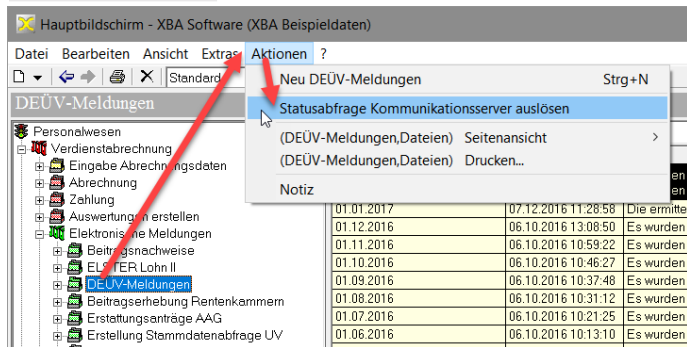 Hauptbildschirm - XBA Software (XBA Beispieldaten)
Datei Bearbeiten Ansicht Extras Aktionen ?
Standard
DEÜV-Meldungen
Neu DEÜV-Meldungen Strg+N
Statusabfrage Kommunikationsserver auslösen
(DEÜV-Meldungen,Dateien) Seitenansicht >
(DEÜV-Meldungen,Dateien) Drucken...
Notiz
Personalwesen
Verdienstabrechnung
Eingabe Abrechnungsdaten
Abrechnung
Zahlung
Auswertungen erstellen
Elektronische Meldungen
Beitragsnachweise
ELSTER Lohn II
DEÜV-Meldungen
Beitragserhebung Rentenkammern
Erstattungsanträge AAG
Erstellung Stammdatenabfrage UV
en
en
01.01.2017 07.12.2016 11:28:58 Die ermitte
01.12.2016 06.10.2016 13:08:50 Es wurden
01.11.2016 06.10.2016 10:59:22 Es wurden
01.10.2016 06.10.2016 10:46:27 Es wurden
01.09.2016 06.10.2016 10:37:48 Es wurden
01.08.2016 06.10.2016 10:31:12 Es wurden
01.07.2016 06.10.2016 10:21:25 Es wurden
01.06.2016 06.10.2016 10:13:10 Es wurden